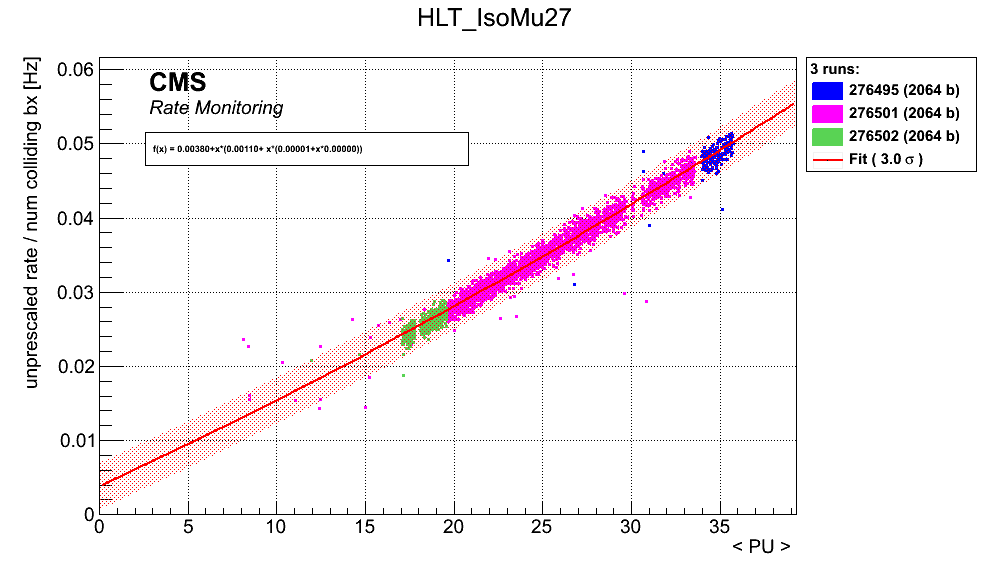 HLT_IsoMu27
unprescaled rate / num colliding bx [Hz]
0.06
0.05
0.04
0.03
0.02
0.01
0
CMS
Rate Monitoring
f(x) = 0.00380+x*(0.00110+ x*(0.00001+x*0.00000))
3 runs:
276495 (2064 b)
276501 (2064 b)
276502 (2064 b)
Fit ( 3.0 σ )
0 5 10 15 20 25 30 35
< PU >